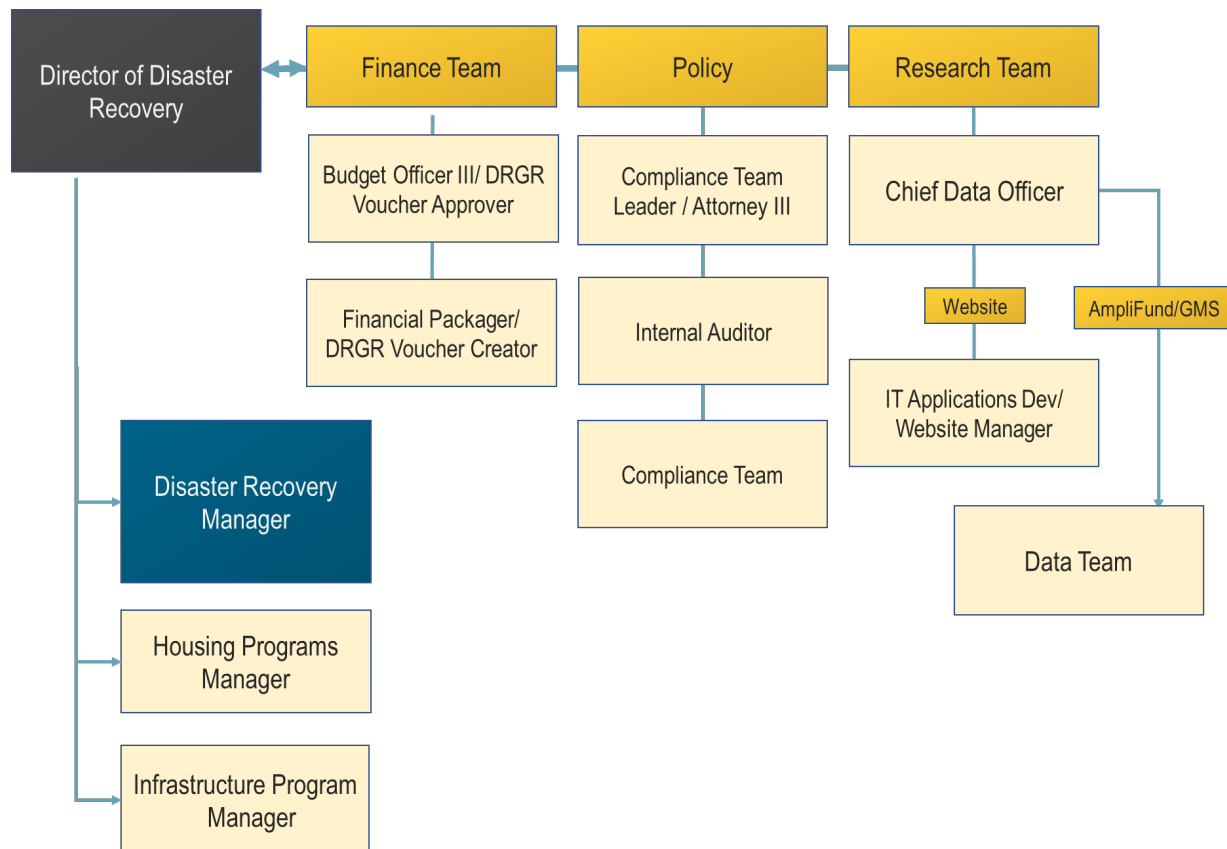 Director of Disaster
Recovery
Finance Team
Policy
Research Team
Budget Officer III/ DRGR
Voucher Approver
Compliance Team
Leader / Attorney III
Chief Data Officer
Financial Packager/
DRGR Voucher Creator
Internal Auditor
Website
AmpliFund/GMS
IT Applications Dev/
Website Manager
Compliance Team
Data Team
Disaster Recovery
Manager
Housing Programs
Manager
Infrastructure Program
Manager